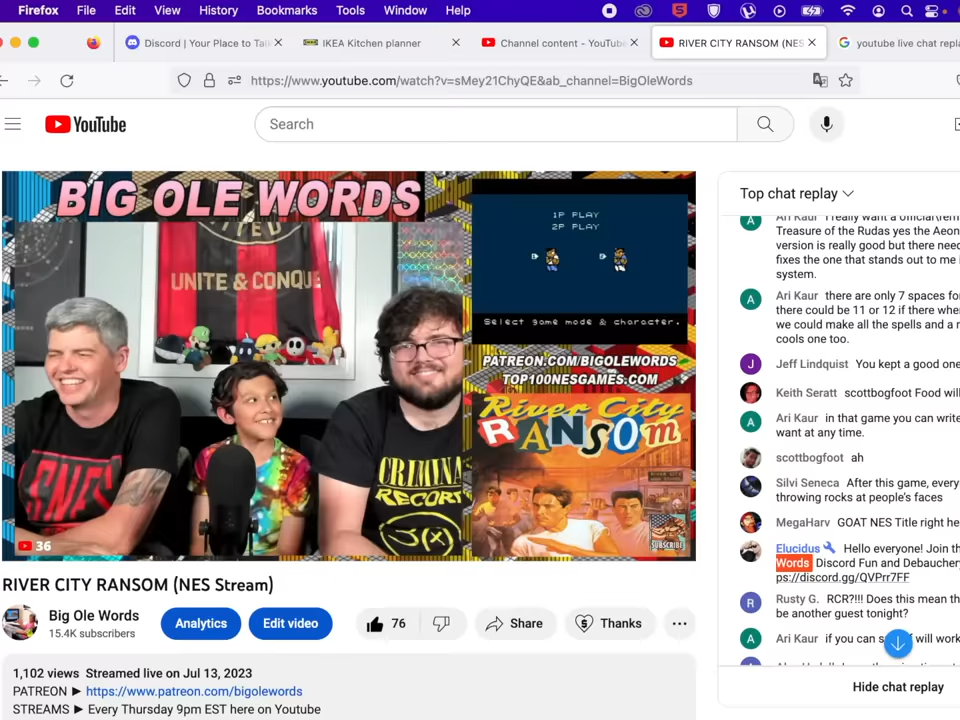 Firefox File Edit View History Bookmarks Tools Window Help
Discord | Your Place to Tal
IKEA Kitchen planner
Channel content - YouTube
RIVER CITY RANSOM (NES
youtube live chat repla
https://www.youtube.com/watch?v=sMey21ChyQE&ab_channel=BigOleWords
YouTube
Search
BIG OLE WORDS
UNITED
UNITE & CONQU
SNES
CRIMINA
RECORD
36
1P PLAY
2P PLAY
Select game mode & character.
PATREON.COM/BIGOLEWORDS
TOP100NESGAMES.COM
River City
RANSOM
SUBSCRIBE
RIVER CITY RANSOM (NES Stream)
Big Ole Words
15.4K subscribers
Analytics
Edit video
76
Share
Thanks
1,102 views Streamed live on Jul 13, 2023
PATREON ► https://www.patreon.com/bigolewords
STREAMS ► Every Thursday 9pm EST here on Youtube
Top chat replay
Ari Kaur I really want a
Treasure of the Rudas yes the Aeon
version is really good but there need
fixes the one that stands out to me i
system.
Ari Kaur there are only 7 spaces fo
there could be 11 or 12 if there wher
we could make all the spells and a n
cools one too.
Jeff Lindquist You kept a good one
Keith Seratt scottbogfoot Food will
Ari Kaur in that game you can write
want at any time.
scottbogfoot ah
Silvi Seneca After this game, every
throwing rocks at people's faces
MegaHarv GOAT NES Title right he
Elucidus Hello everyone! Join th
Words Discord Fun and Debauchery
ps://discord.gg/QVPrr7FF
Rusty G. RCR?!!! Does this mean th
be another guest tonight?
Ari Kaur if you can s f will work
Hide chat replay